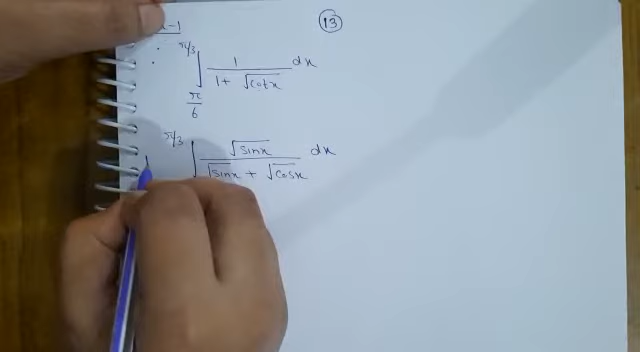 13
∫_{π/6}^{π/3} 1/(1 + √cotx) dx
π/3 ∫ √sinx/(√sinx + √cosx) dx